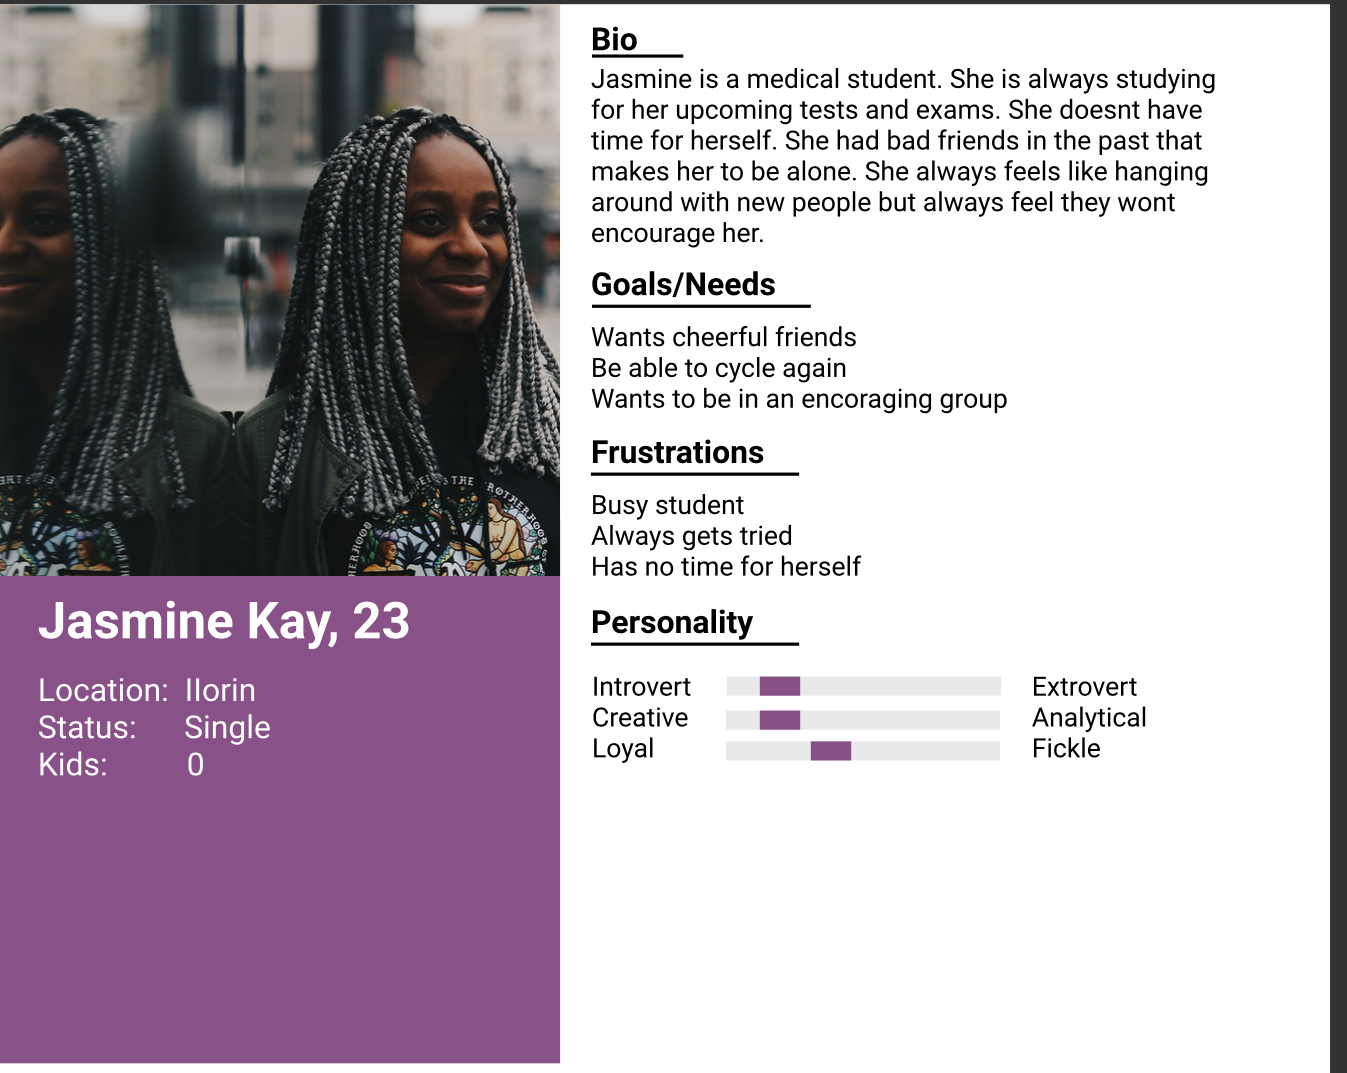 Bio
Jasmine is a medical student. She is always studying
for her upcoming tests and exams. She doesnt have
time for herself. She had bad friends in the past that
makes her to be alone. She always feels like hanging
around with new people but always feel they wont
encourage her.
Goals/Needs
Wants cheerful friends
Be able to cycle again
Wants to be in an encoraging group
Frustrations
Busy student
Always gets tried
Has no time for herself
Personality
Introvert Extrovert
Creative Analytical
Loyal Fickle
THE BROTHERHOOD
Jasmine Kay, 23
Location: Ilorin
Status: Single
Kids: 0